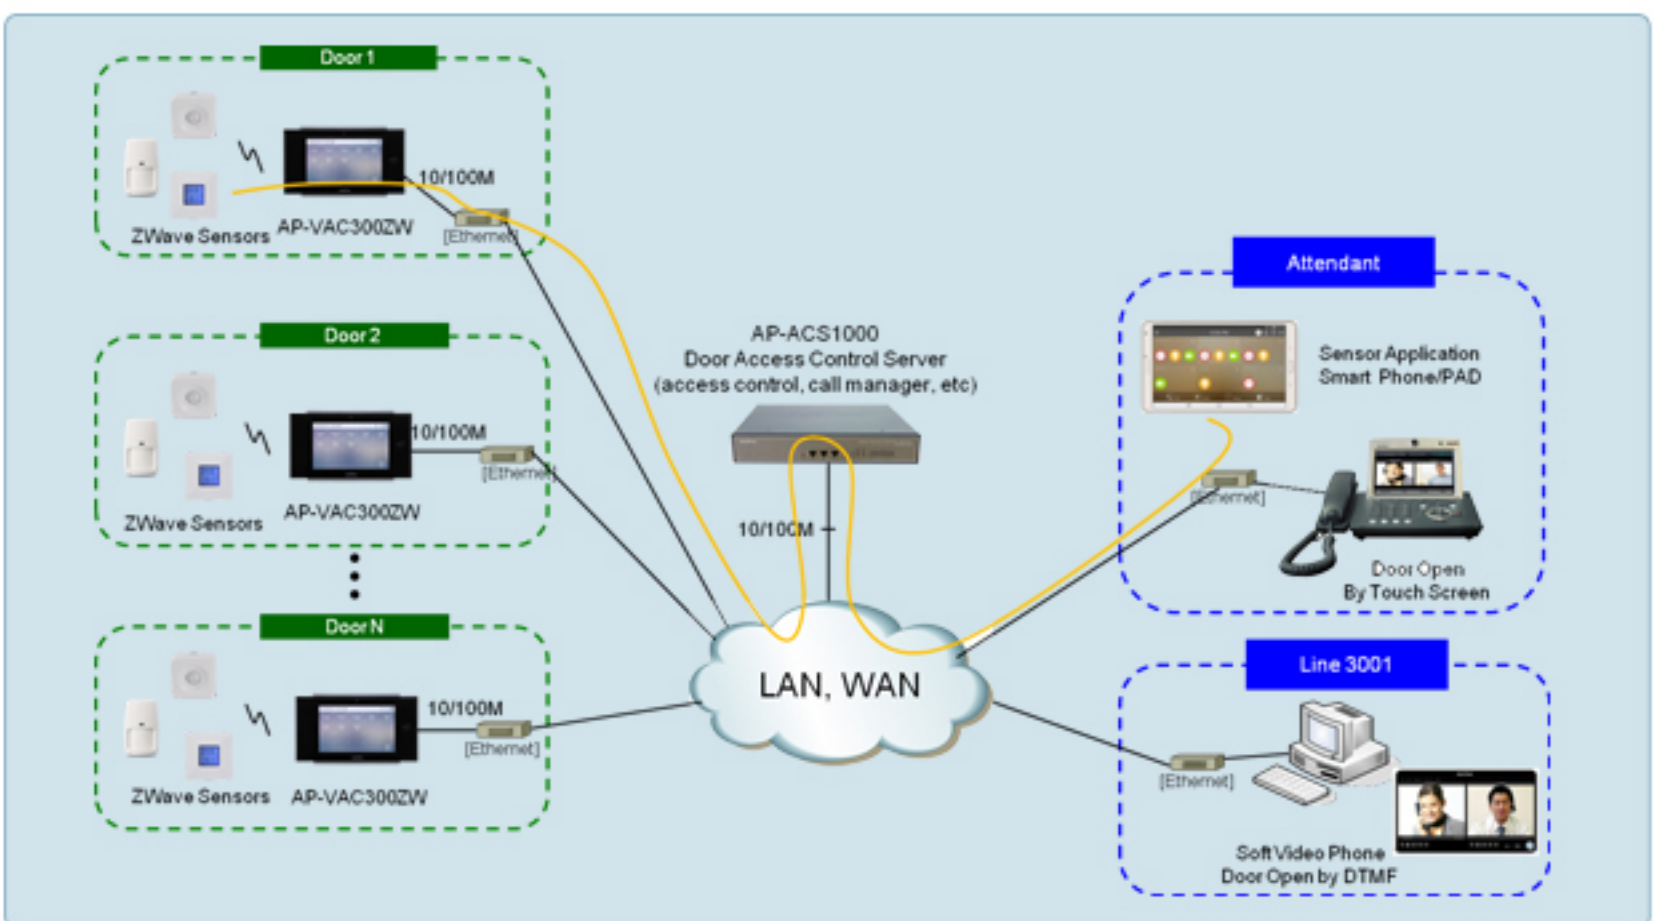 Door 1
10/100M
ZWave Sensors
AP-VAC300ZW
[Ethernet]
Door 2
10/100M
[Ethernet]
ZWave Sensors
AP-VAC300ZW
Door N
10/100M
[Ethernet]
ZWave Sensors
AP-VAC300ZW
AP-ACS1000
Door Access Control Server
(access control, call manager, etc)
10/100M
LAN, WAN
Attendant
Sensor Application
Smart Phone/PAD
[Ethernet]
Door Open
By Touch Screen
Line 3001
[Ethernet]
Soft Video Phone
Door Open by DTMF